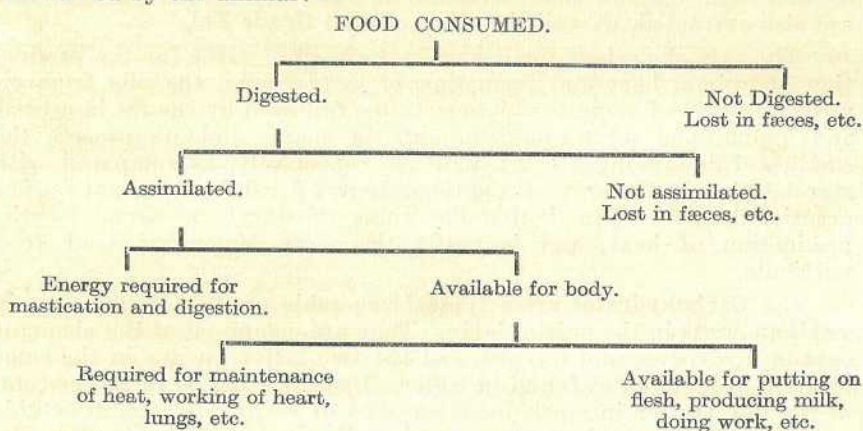 FOOD CONSUMED.
Digested.
Not Digested.
Lost in fæces, etc.
Assimilated.
Not assimilated.
Lost in fæces, etc.
Energy required for
mastication and digestion.
Available for body.
Required for maintenance
of heat, working of heart,
lungs, etc.
Available for putting on
flesh, producing milk,
doing work, etc.